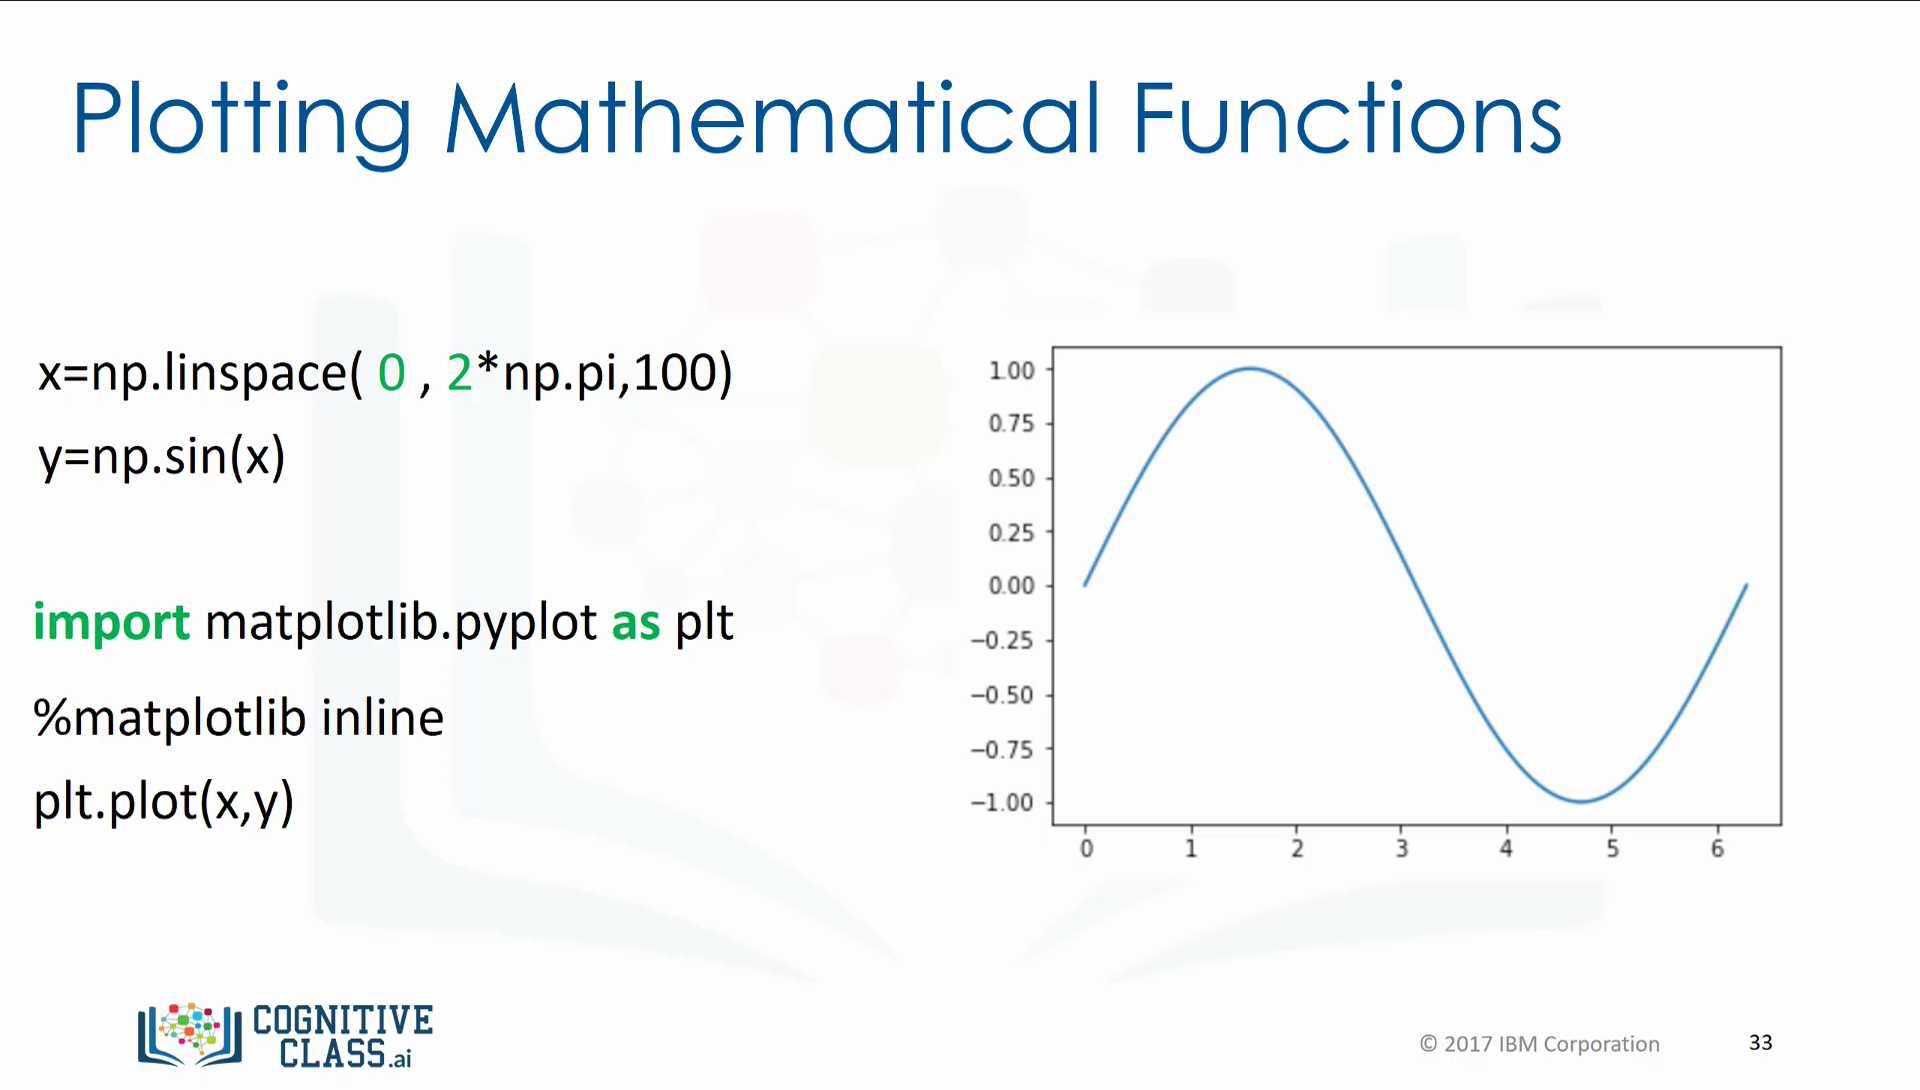 Plotting Mathematical Functions
x=np.linspace( 0 , 2*np.pi,100)
y=np.sin(x)
import matplotlib.pyplot as plt
%matplotlib inline
plt.plot(x,y)
1.00
0.75
0.50
0.25
0.00
−0.25
−0.50
−0.75
−1.00
0 1 2 3 4 5 6
COGNITIVE
CLASS.ai
© 2017 IBM Corporation 33